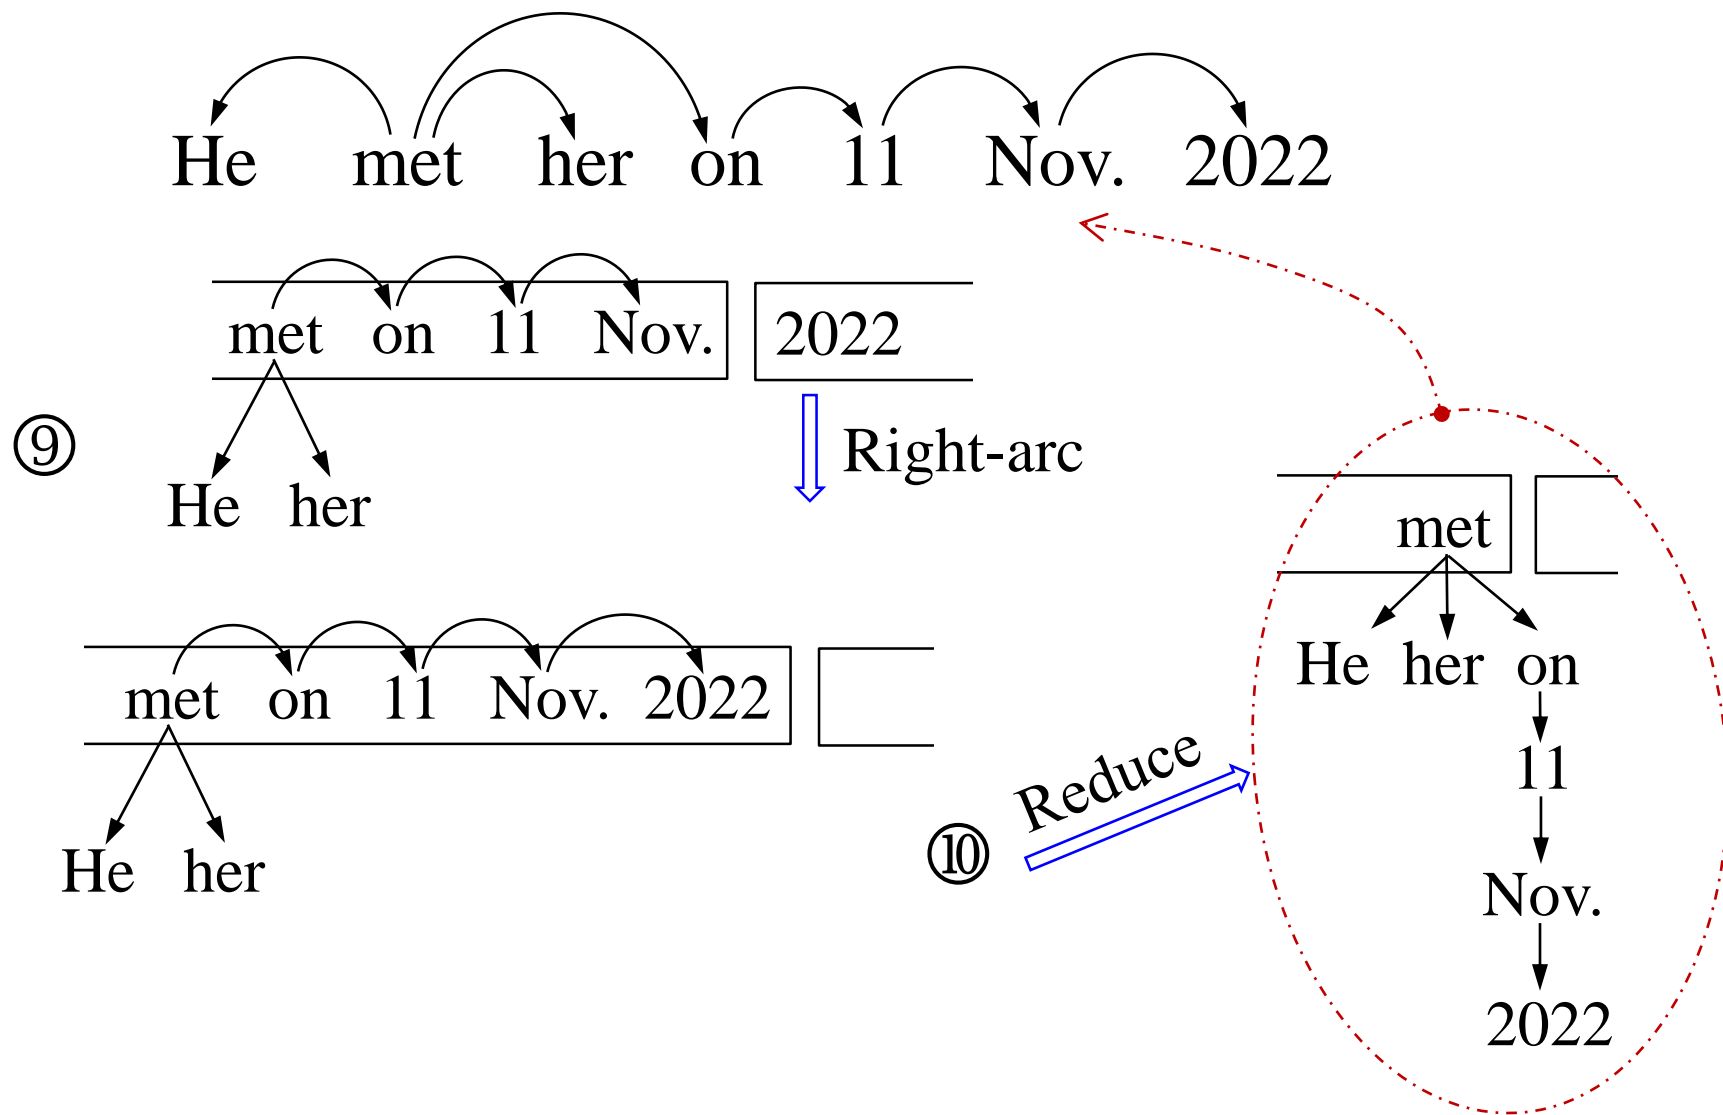 He met her on 11 Nov. 2022
met on 11 Nov. 2022
⑨
Right-arc
He her
met
He her on
met on 11 Nov. 2022
11
Reduce
⑩
He her
Nov.
2022